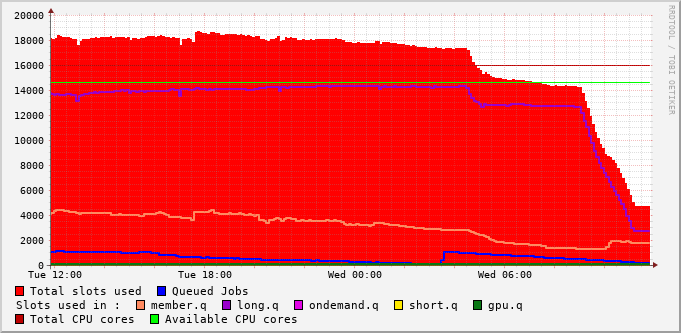 20000
18000
16000
14000
12000
10000
8000
6000
4000
2000
0
Tue 12:00 Tue 18:00 Wed 00:00 Wed 06:00
RRDTOOL / TOBI OETIKER
Total slots used Queued Jobs
Slots used in : member.q long.q ondemand.q short.q gpu.q
Total CPU cores Available CPU cores